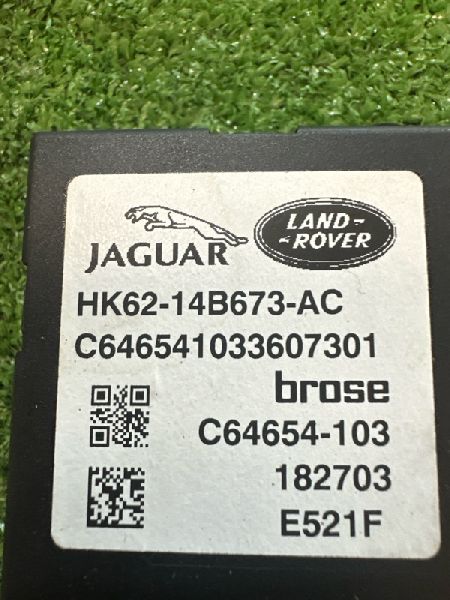 JAGUAR
LAND-
-ROVER
HK62-14B673-AC
C646541033607301
brose
C64654-103
182703
E521F